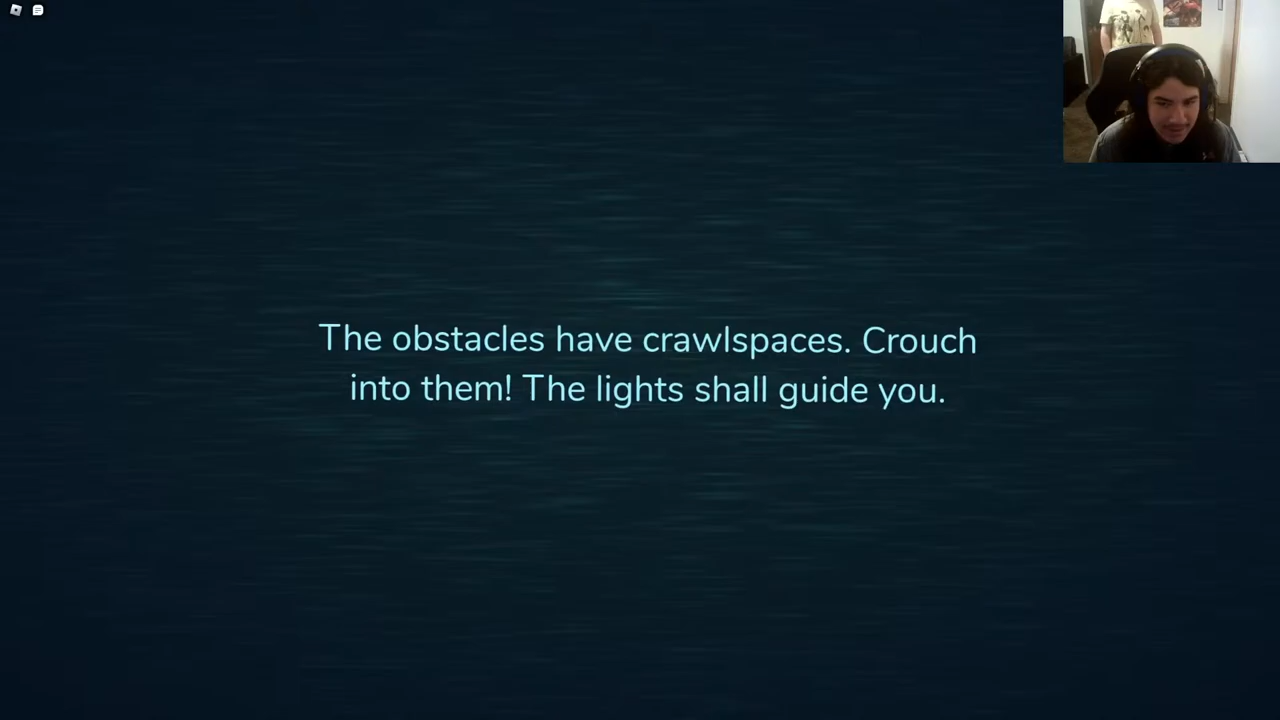 The obstacles have crawlspaces. Crouch
into them! The lights shall guide you.